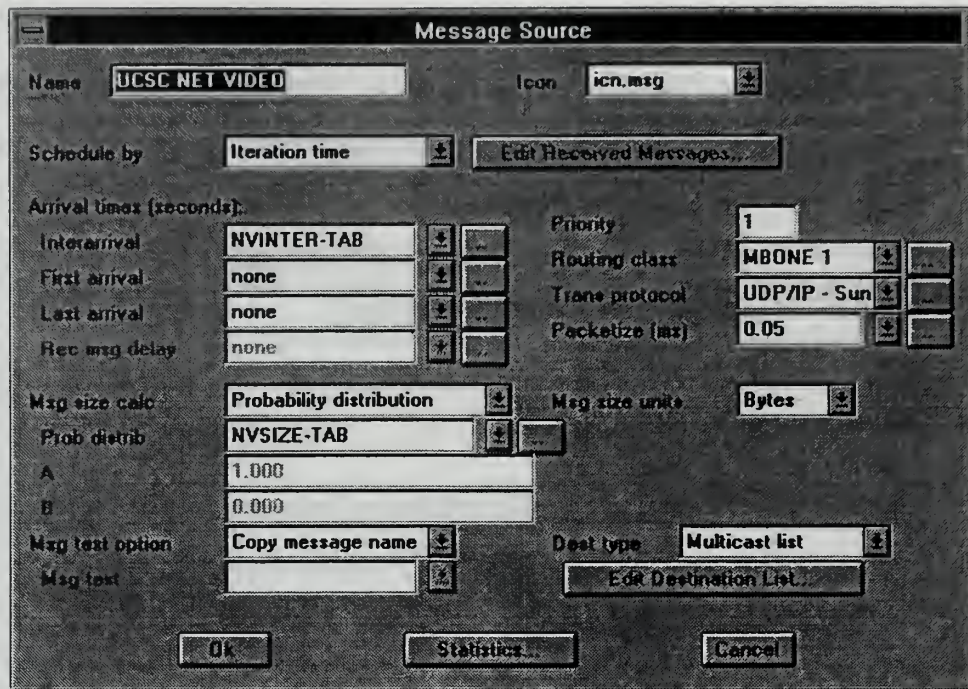 Message Source
Name UCSC NET VIDEO Icon icn.msg
Schedule by Iteration time Edit Received Messages...
Arrival times (seconds):
Interarrival NVINTER-TAB Priority 1
First arrival none Routing class MBONE 1
Last arrival none Trans protocol UDP/IP - Sun
Rec msg delay none Packetize (ms) 0.05
Msg size calc Probability distribution Msg size units Bytes
Prob distrib NVSIZE-TAB
A 1.000
B 0.000
Msg text option Copy message name Dest type Multicast list
Msg text Edit Destination List...
Ok Statistics... Cancel